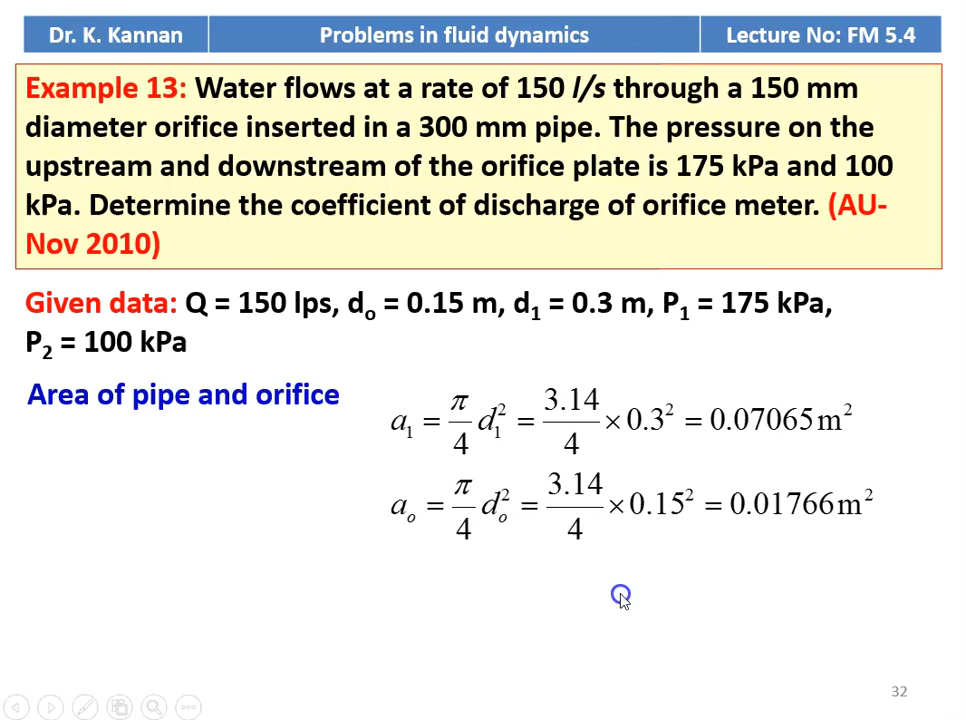 Dr. K. Kannan
Problems in fluid dynamics
Lecture No: FM 5.4
Example 13: Water flows at a rate of 150 l/s through a 150 mm
diameter orifice inserted in a 300 mm pipe. The pressure on the
upstream and downstream of the orifice plate is 175 kPa and 100
kPa. Determine the coefficient of discharge of orifice meter. (AU-
Nov 2010)
Given data: Q = 150 lps, dₒ = 0.15 m, d₁ = 0.3 m, P₁ = 175 kPa,
P₂ = 100 kPa
Area of pipe and orifice
a₁ = π/4 d₁² = 3.14/4 × 0.3² = 0.07065 m²
aₒ = π/4 dₒ² = 3.14/4 × 0.15² = 0.01766 m²
32